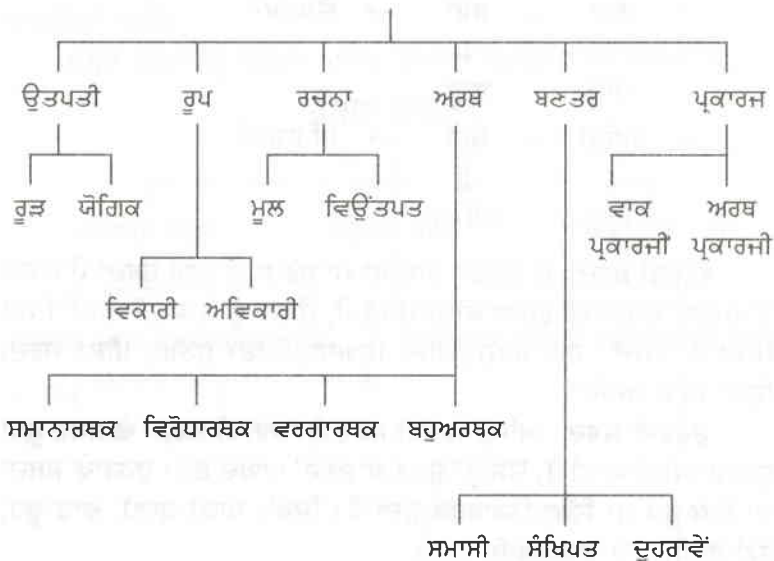 ਉਤਪਤੀ ਰੂਪ ਰਚਨਾ ਅਰਥ ਬਣਤਰ ਪ੍ਰਕਾਰਜ
ਰੂੜ ਯੋਗਿਕ ਮੂਲ ਵਿਉਂਤਪਤ ਵਾਕ ਅਰਥ
ਪ੍ਰਕਾਰਜੀ ਪ੍ਰਕਾਰਜੀ
ਵਿਕਾਰੀ ਅਵਿਕਾਰੀ
ਸਮਾਨਾਰਥਕ ਵਿਰੋਧਾਰਥਕ ਵਰਗਾਰਥਕ ਬਹੁਅਰਥਕ
ਸਮਾਸੀ ਸੰਖਿਪਤ ਦੂਹਰਾਵੇਂ